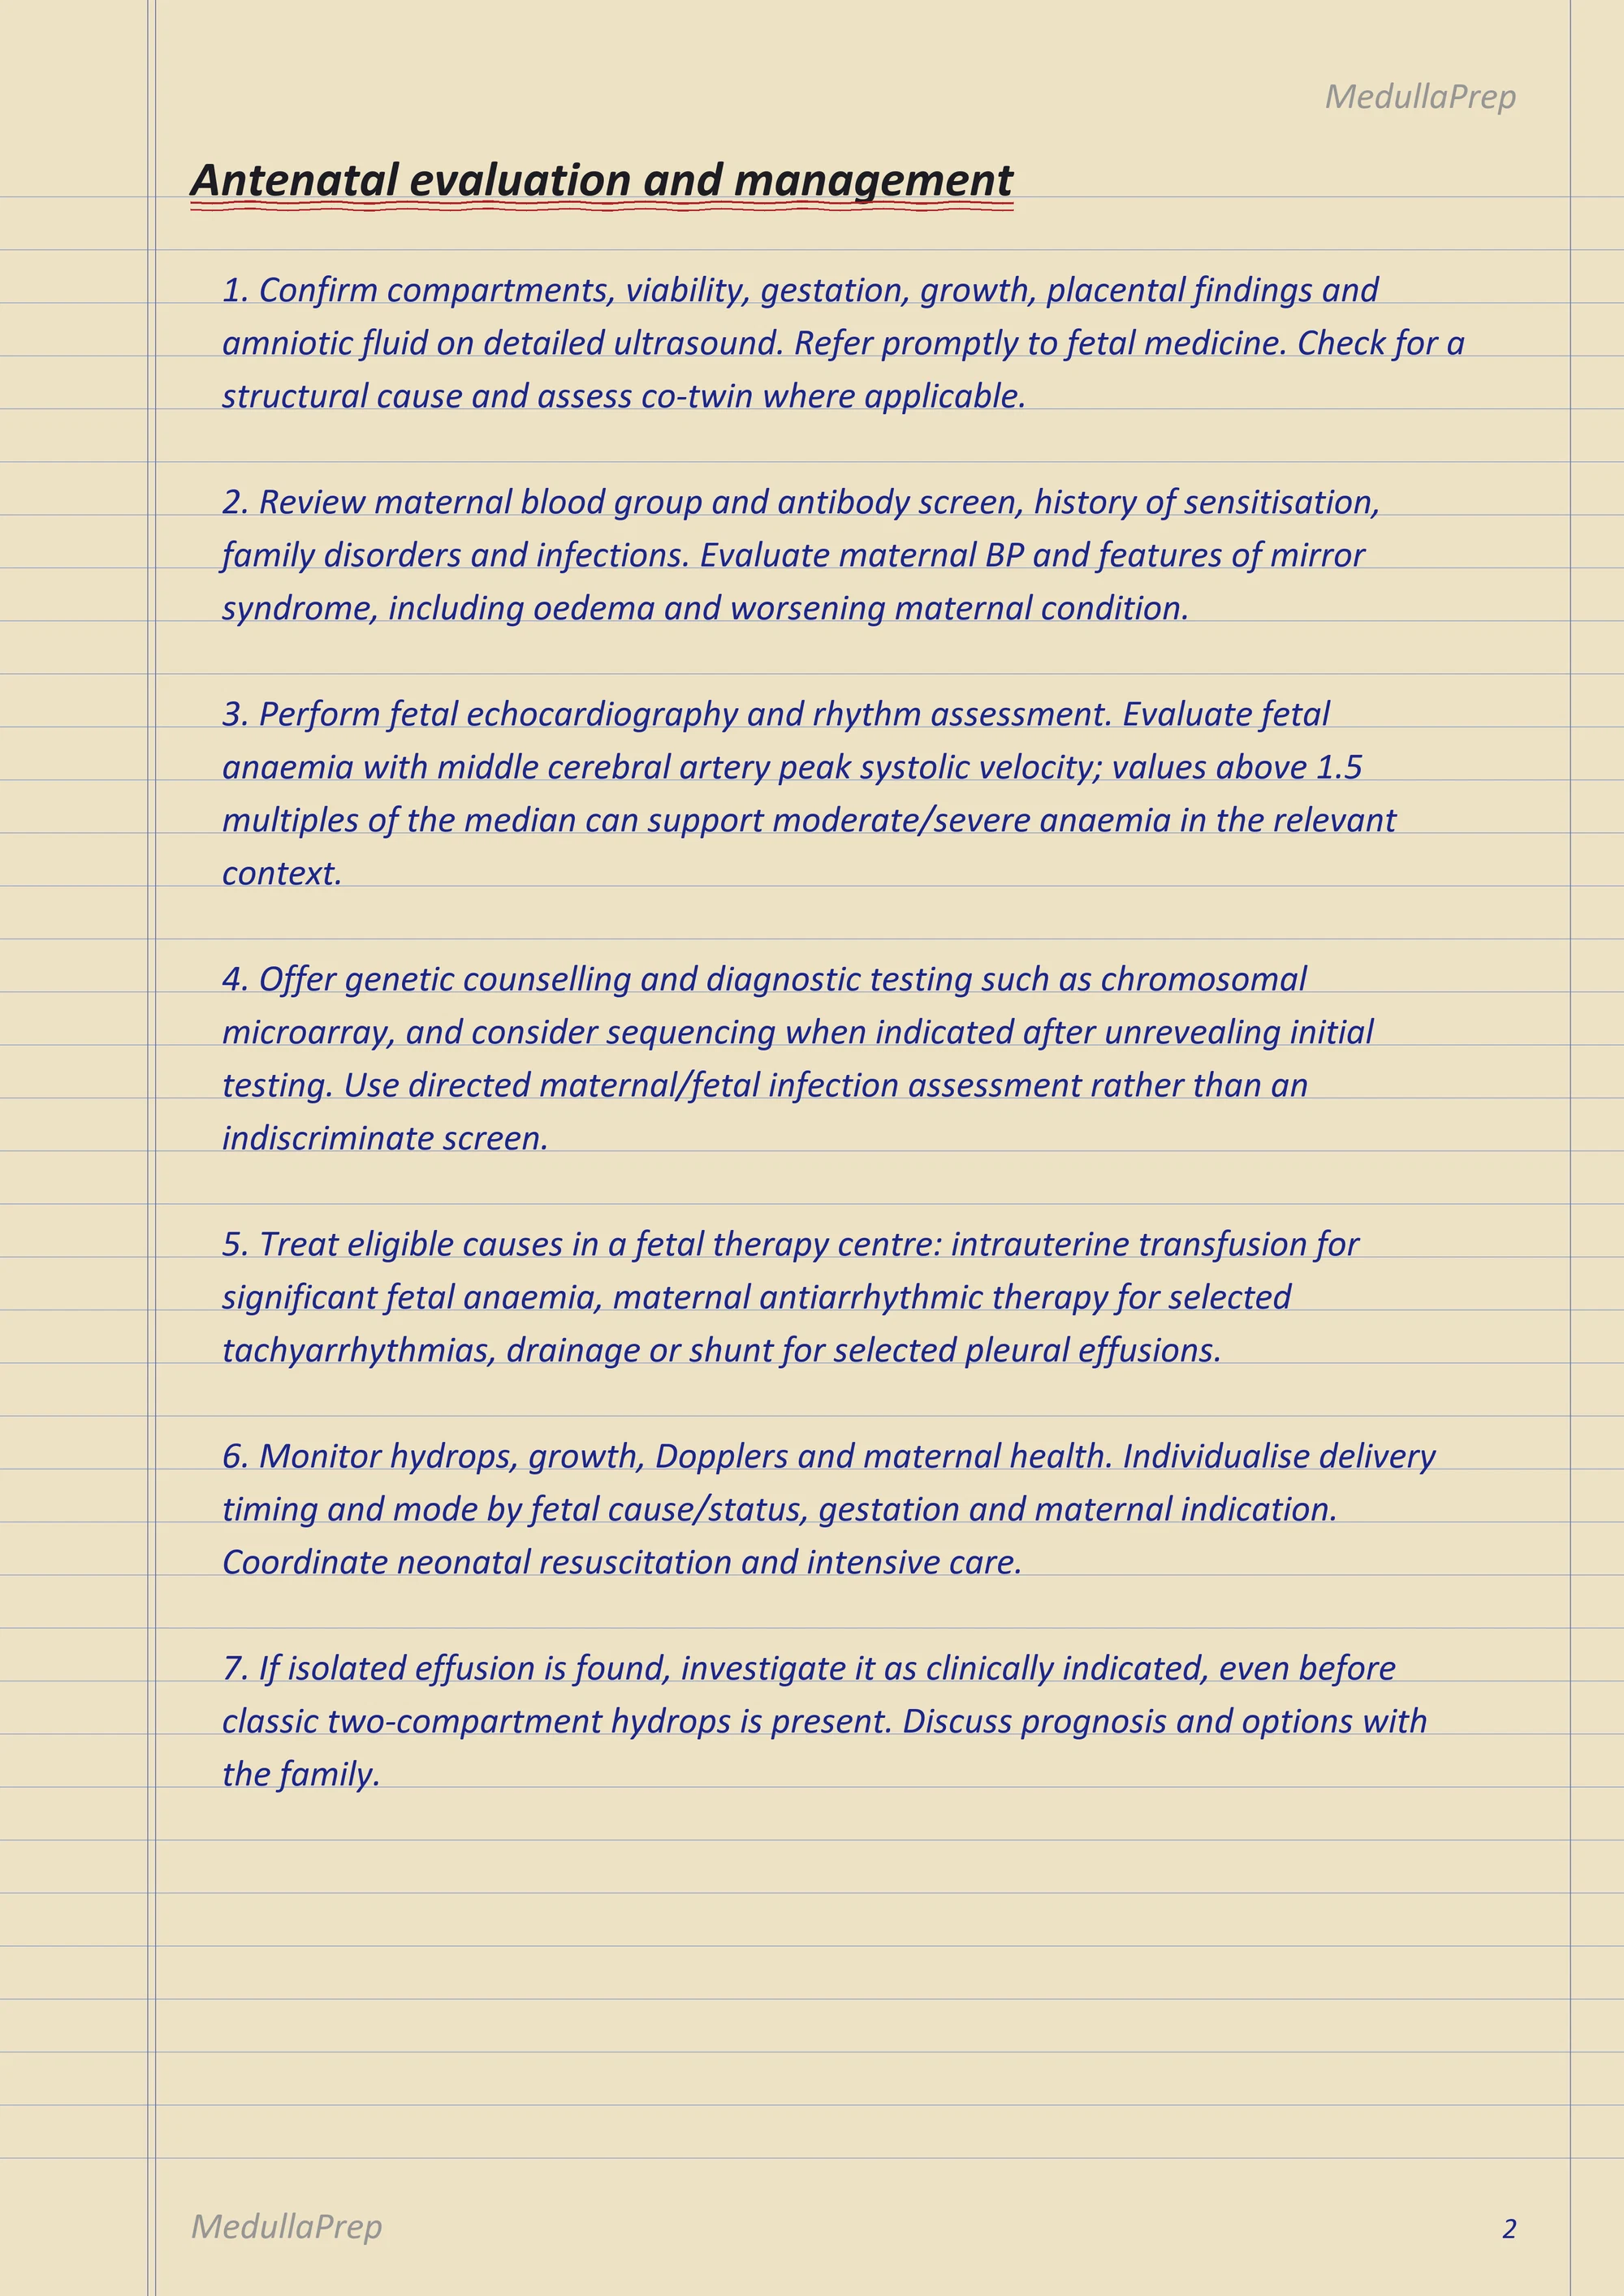 MedullaPrep
Antenatal evaluation and management
1. Confirm compartments, viability, gestation, growth, placental findings and
amniotic fluid on detailed ultrasound. Refer promptly to fetal medicine. Check for a
structural cause and assess co-twin where applicable.
2. Review maternal blood group and antibody screen, history of sensitisation,
family disorders and infections. Evaluate maternal BP and features of mirror
syndrome, including oedema and worsening maternal condition.
3. Perform fetal echocardiography and rhythm assessment. Evaluate fetal
anaemia with middle cerebral artery peak systolic velocity; values above 1.5
multiples of the median can support moderate/severe anaemia in the relevant
context.
4. Offer genetic counselling and diagnostic testing such as chromosomal
microarray, and consider sequencing when indicated after unrevealing initial
testing. Use directed maternal/fetal infection assessment rather than an
indiscriminate screen.
5. Treat eligible causes in a fetal therapy centre: intrauterine transfusion for
significant fetal anaemia, maternal antiarrhythmic therapy for selected
tachyarrhythmias, drainage or shunt for selected pleural effusions.
6. Monitor hydrops, growth, Dopplers and maternal health. Individualise delivery
timing and mode by fetal cause/status, gestation and maternal indication.
Coordinate neonatal resuscitation and intensive care.
7. If isolated effusion is found, investigate it as clinically indicated, even before
classic two-compartment hydrops is present. Discuss prognosis and options with
the family.
MedullaPrep
2